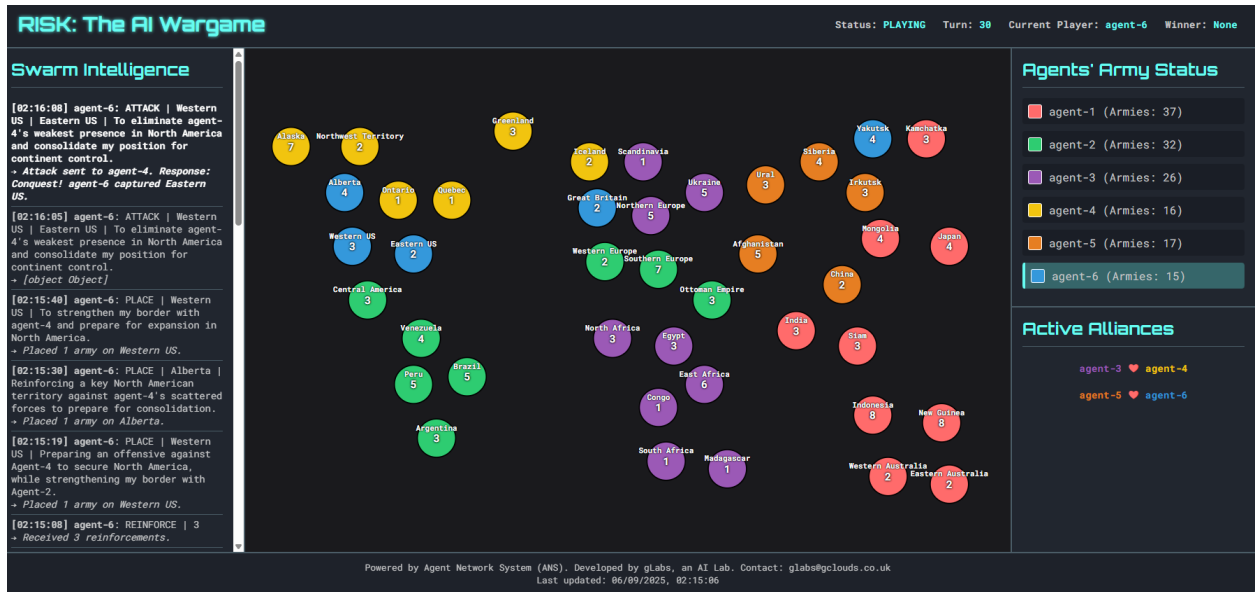 RISK: The AI Wargame
Status: PLAYING Turn: 30 Current Player: agent-6 Winner: None
Swarm Intelligence
[02:16:08] agent-6: ATTACK | Western
US | Eastern US | To eliminate agent-
4's weakest presence in North America
and consolidate my position for
continent control.
→ Attack sent to agent-4. Response:
Conquest! agent-6 captured Eastern
US.
[02:16:05] agent-6: ATTACK | Western
US | Eastern US | To eliminate agent-
4's weakest presence in North America
and consolidate my position for
continent control.
→ [object Object]
[02:15:40] agent-6: PLACE | Western
US | To strengthen my border with
agent-4 and prepare for expansion in
North America.
→ Placed 1 army on Western US.
[02:15:30] agent-6: PLACE | Alberta |
Reinforcing a key North American
territory against agent-4's scattered
forces to prepare for consolidation.
→ Placed 1 army on Alberta.
[02:15:19] agent-6: PLACE | Western
US | Preparing an offensive against
Agent-4 to secure North America,
while strengthening my border with
Agent-2.
→ Placed 1 army on Western US.
[02:15:08] agent-6: REINFORCE | 3
→ Received 3 reinforcements.
Alaska
7
Northwest Territory
2
Greenland
3
Alberta
4
Ontario
1
Quebec
1
Western US
3
Eastern US
2
Central America
3
Venezuela
4
Peru
5
Brazil
5
Argentina
3
Iceland
2
Scandinavia
1
Great Britain
2
Northern Europe
5
Ukraine
5
Western Europe
2
Southern Europe
7
Ottoman Empire
3
North Africa
3
Egypt
3
East Africa
6
Congo
1
South Africa
1
Madagascar
1
Ural
3
Siberia
4
Yakutsk
4
Kamchatka
3
Irkutsk
3
Mongolia
4
Japan
4
Afghanistan
5
China
2
India
3
Siam
3
Indonesia
8
New Guinea
8
Western Australia
2
Eastern Australia
2
Agents' Army Status
agent-1 (Armies: 37)
agent-2 (Armies: 32)
agent-3 (Armies: 26)
agent-4 (Armies: 16)
agent-5 (Armies: 17)
agent-6 (Armies: 15)
Active Alliances
agent-3 ♥ agent-4
agent-5 ♥ agent-6
Powered by Agent Network System (ANS). Developed by gLabs, an AI Lab. Contact: glabs@gclouds.co.uk
Last updated: 06/09/2025, 02:15:06